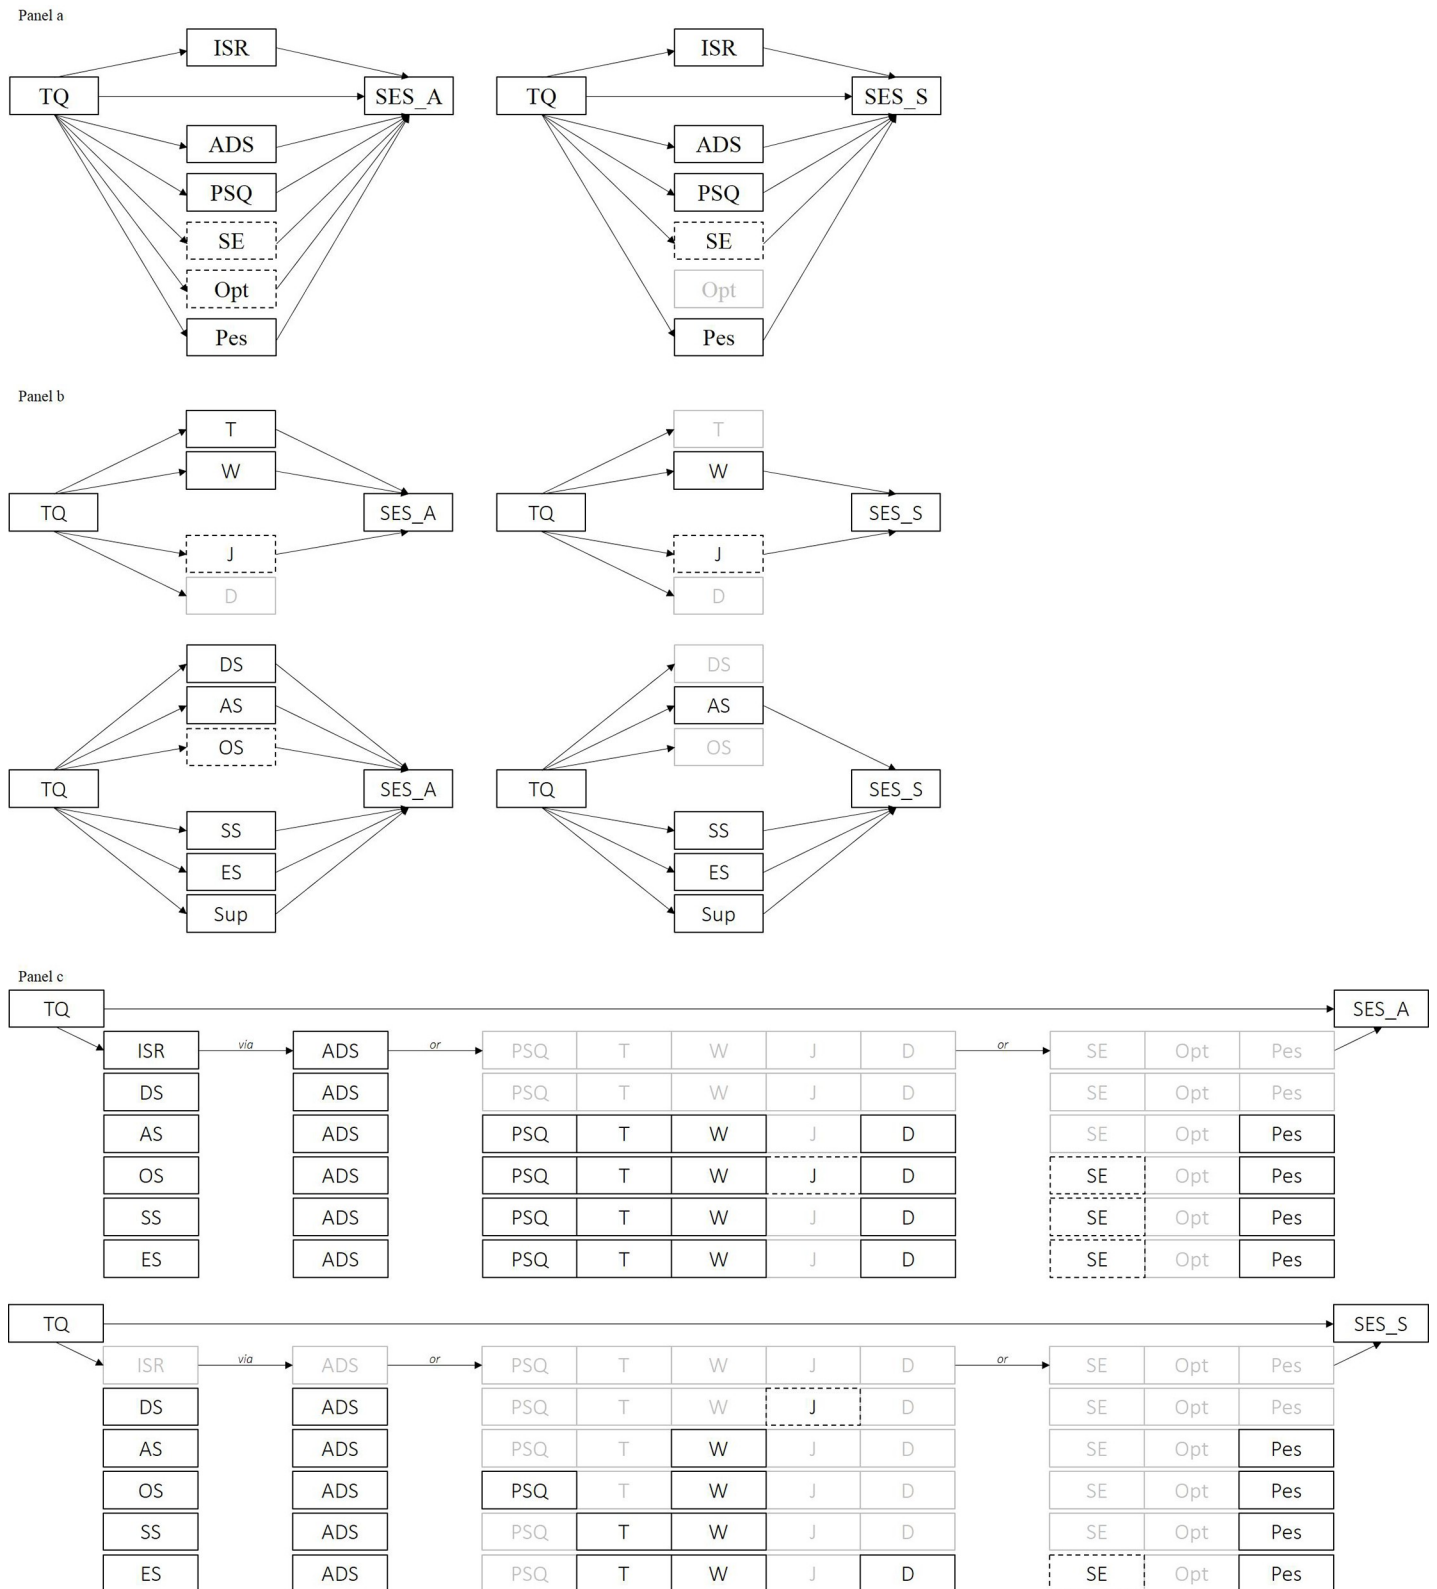 Panel a
ISR ISR
TQ SES_A TQ SES_S
ADS ADS
PSQ PSQ
SE SE
Opt Opt
Pes Pes
Panel b
T T
W W
TQ SES_A TQ SES_S
J J
D D
DS DS
AS AS
OS OS
TQ SES_A TQ SES_S
SS SS
ES ES
Sup Sup
Panel c
TQ SES_A
ISR via ADS or PSQ T W J D or SE Opt Pes
DS ADS PSQ T W J D SE Opt Pes
AS ADS PSQ T W J D SE Opt Pes
OS ADS PSQ T W J D SE Opt Pes
SS ADS PSQ T W J D SE Opt Pes
ES ADS PSQ T W J D SE Opt Pes
TQ SES_S
ISR via ADS or PSQ T W J D or SE Opt Pes
DS ADS PSQ T W J D SE Opt Pes
AS ADS PSQ T W J D SE Opt Pes
OS ADS PSQ T W J D SE Opt Pes
SS ADS PSQ T W J D SE Opt Pes
ES ADS PSQ T W J D SE Opt Pes